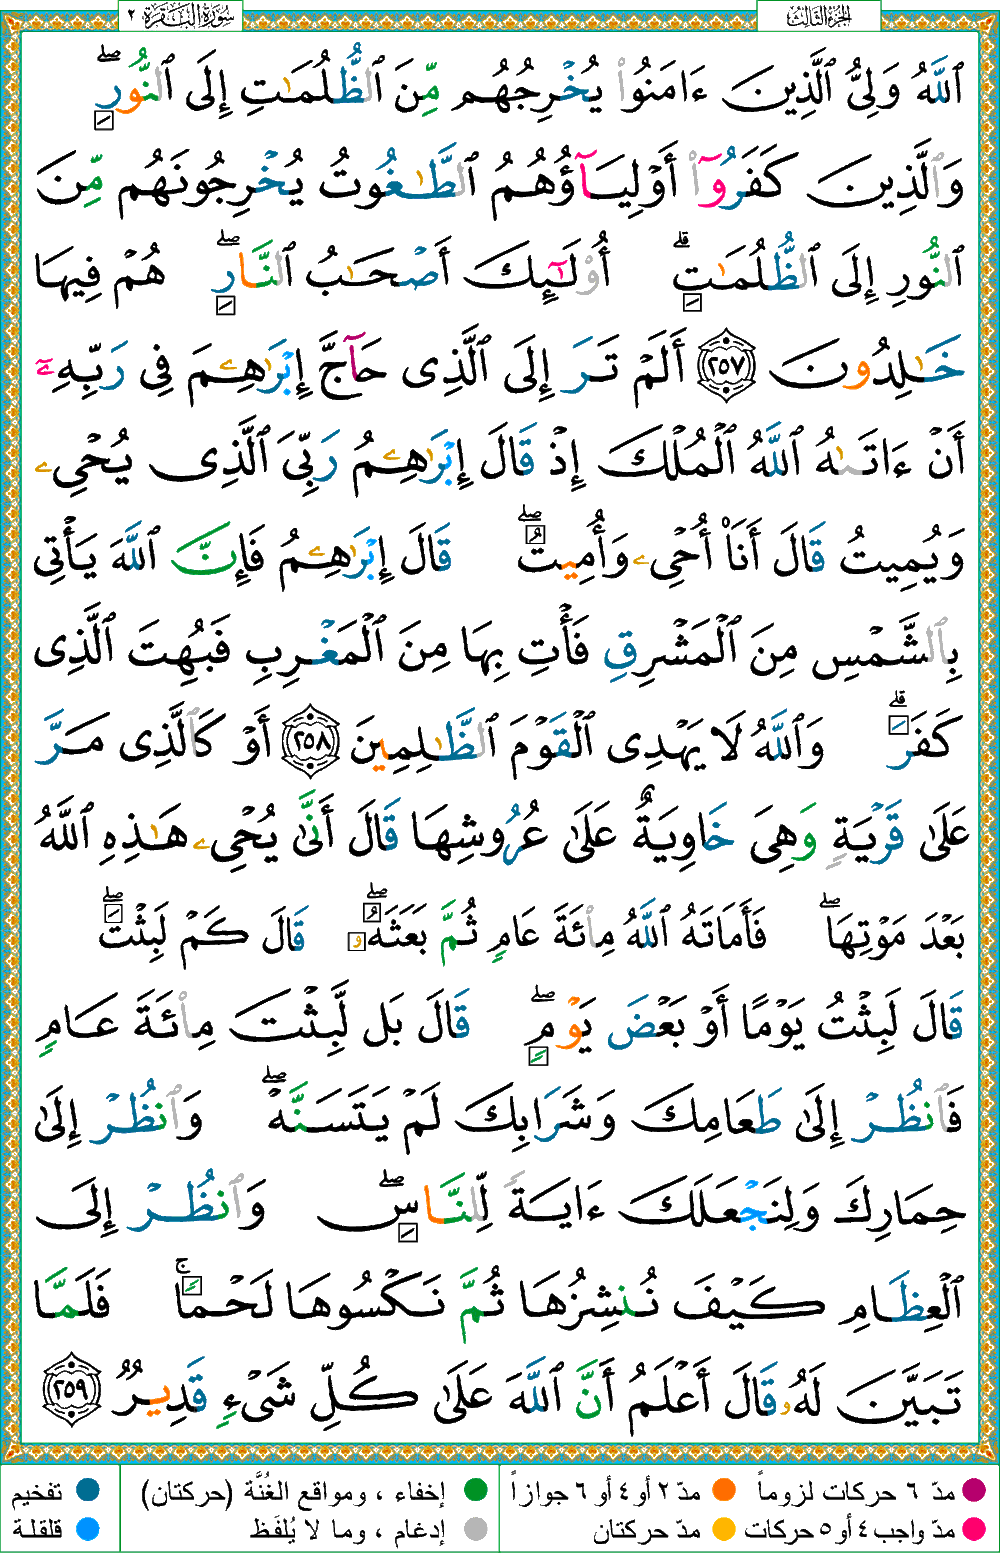 الجزء الثالث
سورة البقرة ٢
ٱللَّهُ وَلِىُّ ٱلَّذِينَ ءَامَنُوا۟ يُخْرِجُهُم مِّنَ ٱلظُّلُمَـٰتِ إِلَى ٱلنُّورِ ۖ
وَٱلَّذِينَ كَفَرُوٓا۟ أَوْلِيَآؤُهُمُ ٱلطَّـٰغُوتُ يُخْرِجُونَهُم مِّنَ
ٱلنُّورِ إِلَى ٱلظُّلُمَـٰتِ ۗ أُو۟لَـٰٓئِكَ أَصْحَـٰبُ ٱلنَّارِ ۖ هُمْ فِيهَا
خَـٰلِدُونَ ٢٥٧ أَلَمْ تَرَ إِلَى ٱلَّذِى حَآجَّ إِبْرَٰهِـۧمَ فِى رَبِّهِۦٓ
أَنْ ءَاتَىٰهُ ٱللَّهُ ٱلْمُلْكَ إِذْ قَالَ إِبْرَٰهِـۧمُ رَبِّىَ ٱلَّذِى يُحْىِۦ
وَيُمِيتُ قَالَ أَنَا۠ أُحْىِۦ وَأُمِيتُ ۖ قَالَ إِبْرَٰهِـۧمُ فَإِنَّ ٱللَّهَ يَأْتِى
بِٱلشَّمْسِ مِنَ ٱلْمَشْرِقِ فَأْتِ بِهَا مِنَ ٱلْمَغْرِبِ فَبُهِتَ ٱلَّذِى
كَفَرَ ۗ وَٱللَّهُ لَا يَهْدِى ٱلْقَوْمَ ٱلظَّـٰلِمِينَ ٢٥٨ أَوْ كَٱلَّذِى مَرَّ
عَلَىٰ قَرْيَةٍ وَهِىَ خَاوِيَةٌ عَلَىٰ عُرُوشِهَا قَالَ أَنَّىٰ يُحْىِۦ هَـٰذِهِ ٱللَّهُ
بَعْدَ مَوْتِهَا ۖ فَأَمَاتَهُ ٱللَّهُ مِا۟ئَةَ عَامٍ ثُمَّ بَعَثَهُۥ ۖ قَالَ كَمْ لَبِثْتَ ۖ
قَالَ لَبِثْتُ يَوْمًا أَوْ بَعْضَ يَوْمٍ ۖ قَالَ بَل لَّبِثْتَ مِا۟ئَةَ عَامٍ
فَٱنظُرْ إِلَىٰ طَعَامِكَ وَشَرَابِكَ لَمْ يَتَسَنَّهْ ۖ وَٱنظُرْ إِلَىٰ
حِمَارِكَ وَلِنَجْعَلَكَ ءَايَةً لِّلنَّاسِ ۖ وَٱنظُرْ إِلَى
ٱلْعِظَامِ كَيْفَ نُنشِزُهَا ثُمَّ نَكْسُوهَا لَحْمًا ۚ فَلَمَّا
تَبَيَّنَ لَهُۥ قَالَ أَعْلَمُ أَنَّ ٱللَّهَ عَلَىٰ كُلِّ شَىْءٍ قَدِيرٌ ٢٥٩
مدّ ٦ حركات لزوماً
مدّ ٢ أو ٤ أو ٦ جوازاً
إخفاء ، ومواقع الغُنَّة (حركتان)
تفخيم
مدّ واجب ٤ أو ٥ حركات
مدّ حركتان
إدغام ، وما لا يُلفَظ
قلقلة